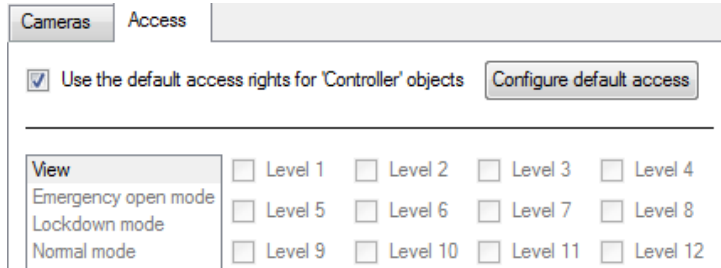 Cameras Access
Use the default access rights for 'Controller' objects Configure default access
View Level 1 Level 2 Level 3 Level 4
Emergency open mode
Lockdown mode Level 5 Level 6 Level 7 Level 8
Normal mode Level 9 Level 10 Level 11 Level 12